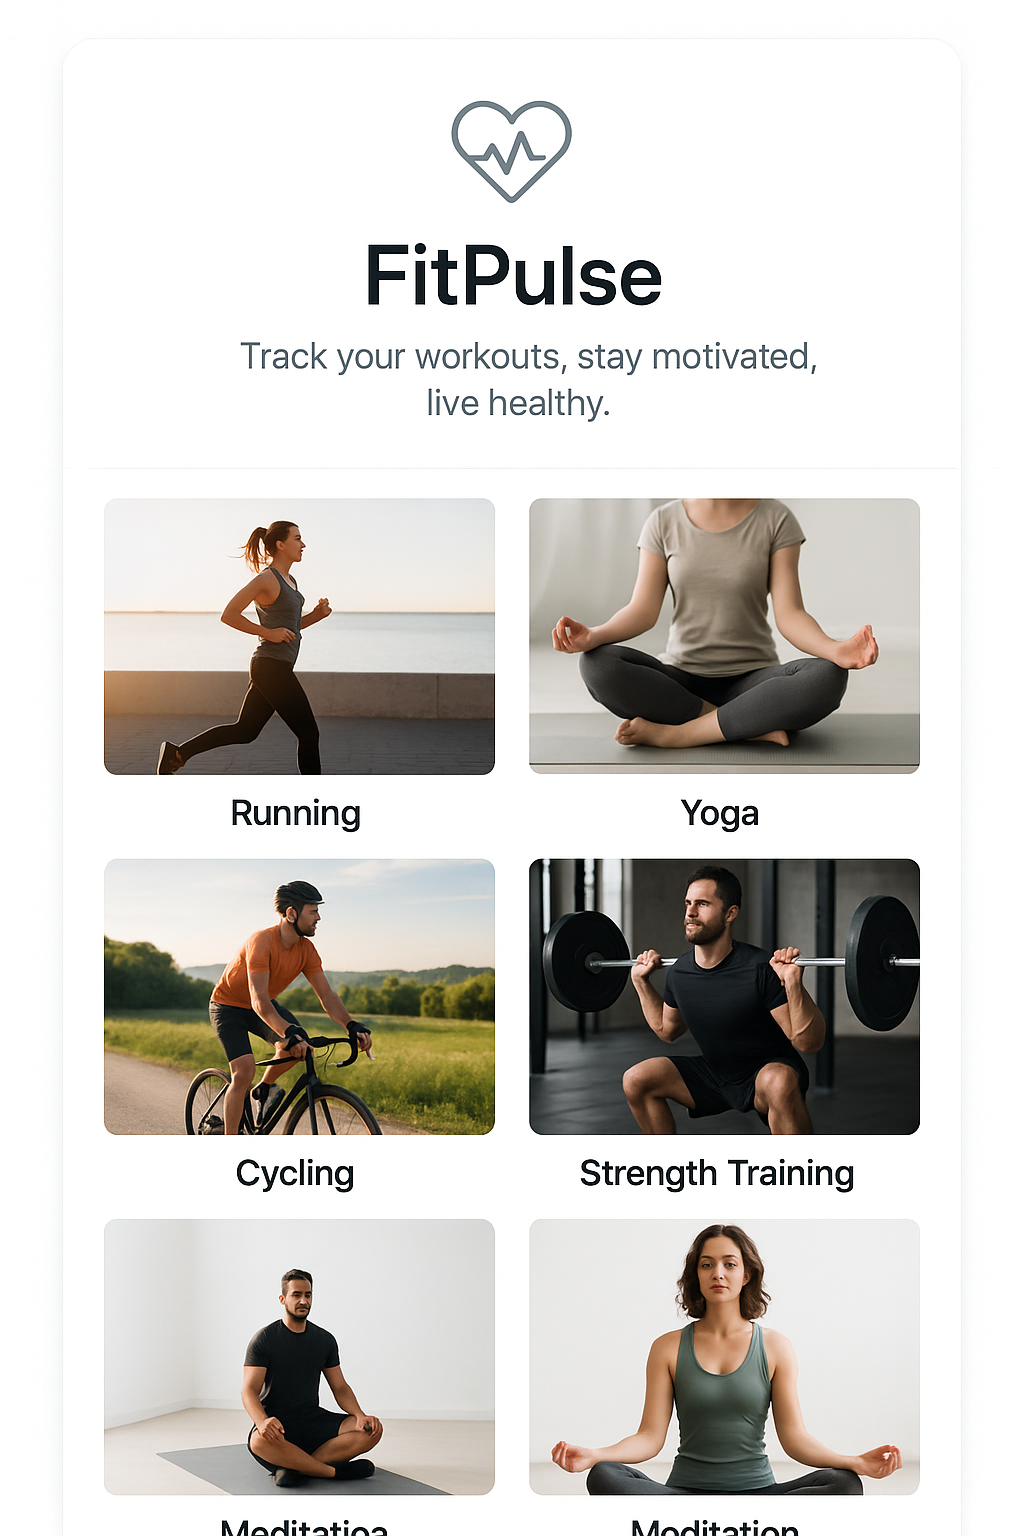 FitPulse
Track your workouts, stay motivated,
live healthy.
Running
Yoga
Cycling
Strength Training
Meditatioa
Moditation